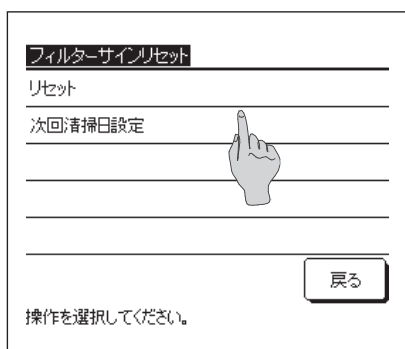 フィルターサインリセット
リセット
次回清掃日設定
戻る
操作を選択してください。